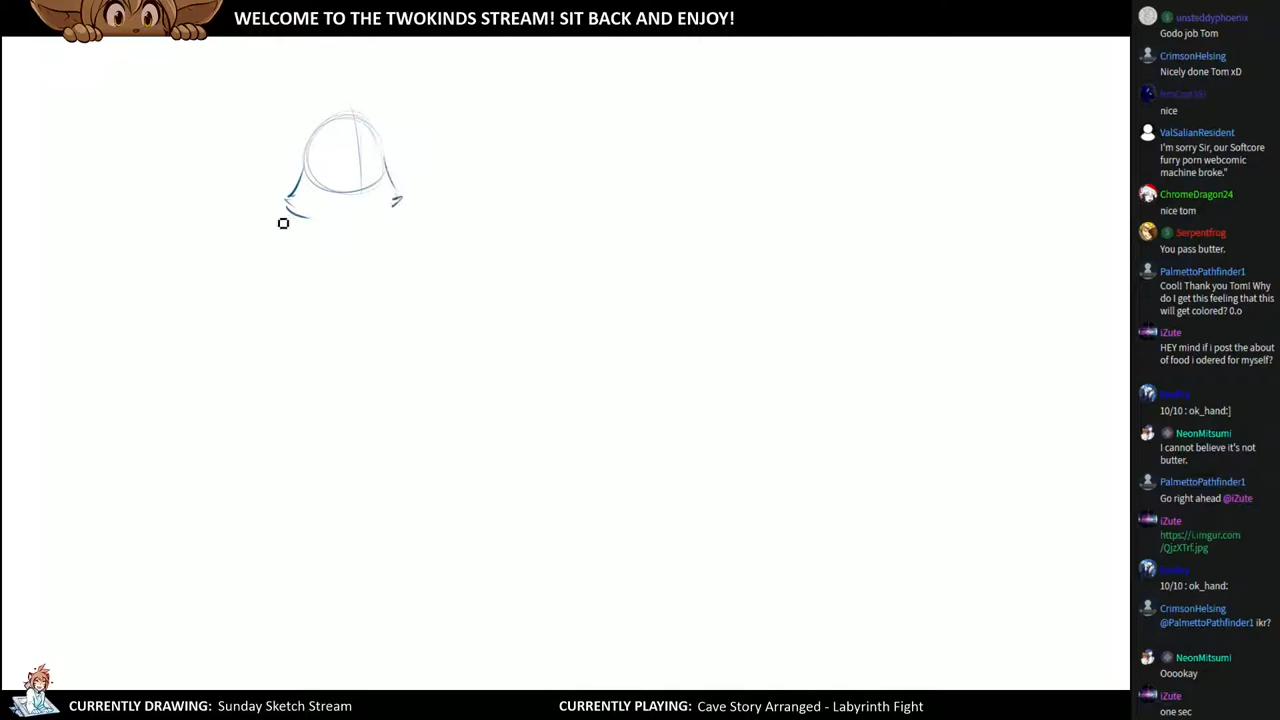 WELCOME TO THE TWOKINDS STREAM! SIT BACK AND ENJOY!
unsteddyphoenix
Godo job Tom
CrimsonHelsing
Nicely done Tom xD
nice
ValSalianResident
I'm sorry Sir, our Softcore
furry porn webcomic
machine broke."
ChromeDragon24
nice tom
Serpentfrog
You pass butter.
PalmettoPathfinder1
Cool! Thank you Tom! Why
do I get this feeling that this
will get colored? 0.o
iZute
HEY mind if i post the about
of food i odered for myself?
10/10 : ok_hand:]
NeonMitsumi
I cannot believe it's not
butter.
PalmettoPathfinder1
Go right ahead @iZute
iZute
https://i.imgur.com
/QjzXTrf.jpg
10/10 : ok_hand:
CrimsonHelsing
@PalmettoPathfinder1 ikr?
NeonMitsumi
Ooookay
iZute
one sec
CURRENTLY DRAWING: Sunday Sketch Stream
CURRENTLY PLAYING: Cave Story Arranged - Labyrinth Fight